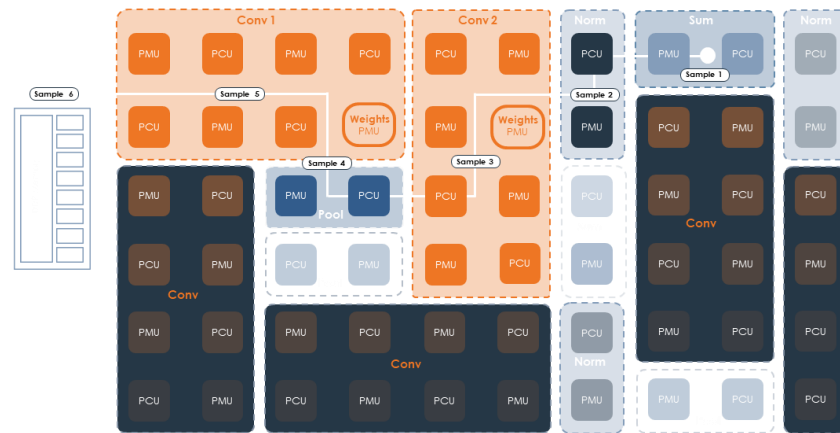 Conv 1
Conv 2
Norm
Sum
Norm
PMU
PCU
PMU
PCU
PCU
PMU
PCU
PMU
PCU
PCU
Sample 1
Sample 6
Sample 5
Sample 2
PCU
PMU
PCU
Weights
PMU
PMU
Weights
PMU
PMU
PCU
PMU
PMU
Sample 4
Sample 3
PMU
PCU
PMU
PCU
PCU
PMU
PCU
PMU
PCU
PMU
Pool
Conv
PCU
PMU
PCU
PMU
PMU
PCU
PMU
PCU
PMU
PCU
Conv
PMU
PCU
PMU
PCU
PMU
PCU
PCU
PMU
PCU
PMU
Conv
Norm
PCU
PMU
PCU
PCU
PMU
PCU
PMU
PMU
PCU
PCU